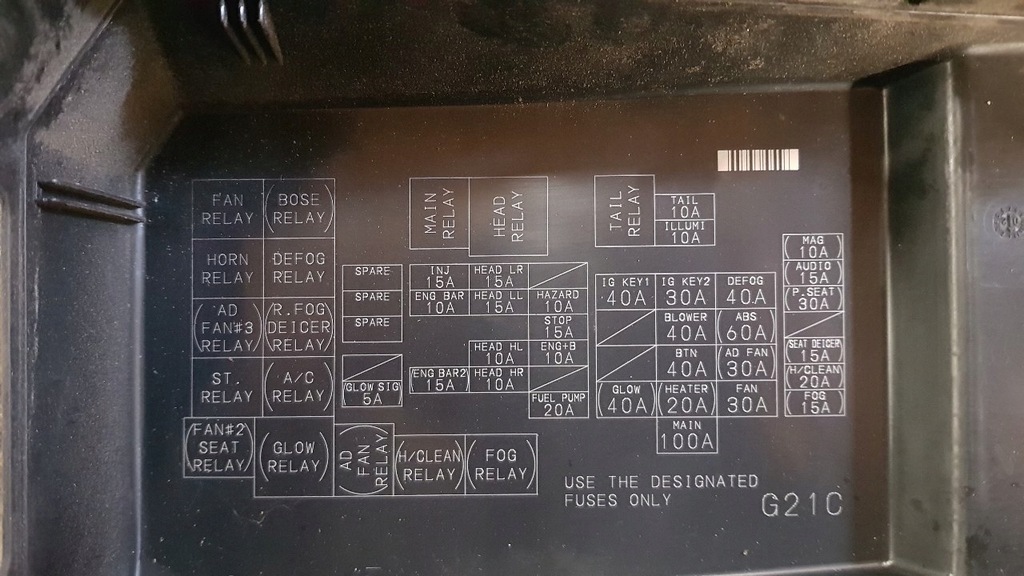 FAN
RELAY
(BOSE
RELAY)
HORN
RELAY
DEFOG
RELAY
(AD
FAN#3
RELAY)
(R.FOG
DEICER
RELAY)
ST.
RELAY
(A/C
RELAY)
(FAN#2)
SEAT
RELAY)
(GLOW
RELAY)
(AD
FAN
RELAY)
(H/CLEAN
RELAY)
(FOG
RELAY)
SPARE
SPARE
SPARE
(GLOW SIG)
5A
MAIN
RELAY
HEAD
RELAY
INJ
15A
HEAD LR
15A
ENG BAR
10A
HEAD LL
15A
HAZARD
10A
STOP
15A
HEAD HL
10A
ENG+B
10A
(ENG BAR2)
15A
HEAD HR
10A
FUEL PUMP
20A
TAIL
RELAY
TAIL
10A
ILLUMI
10A
IG KEY1
40A
IG KEY2
30A
DEFOG
40A
BLOWER
40A
(ABS
60A)
BTN
40A
(AD FAN
30A)
(GLOW
40A)
(HEATER
20A)
FAN
30A
MAIN
100A
(MAG
10A)
(AUDIO
15A)
(P.SEAT
30A)
(SEAT DEICER
15A)
(H/CLEAN
20A)
(FOG
15A)
USE THE DESIGNATED
FUSES ONLY
G21C